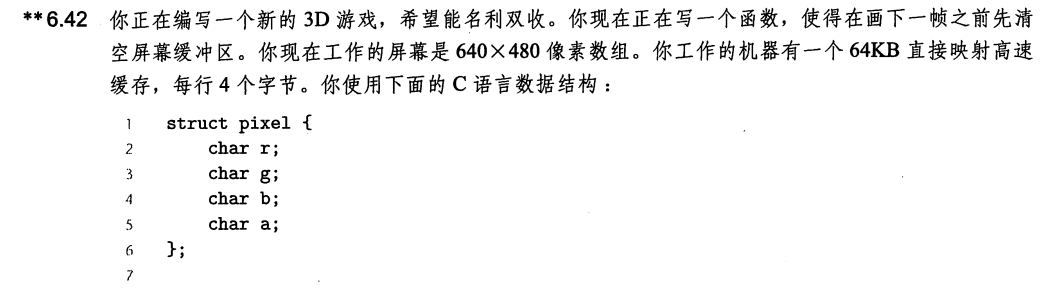 **6.42 你正在编写一个新的 3D 游戏，希望能名利双收。你现在正在写一个函数，使得在画下一帧之前先清
空屏幕缓冲区。你现在工作的屏幕是 640×480 像素数组。你工作的机器有一个 64KB 直接映射高速
缓存，每行 4 个字节。你使用下面的 C 语言数据结构：
1 struct pixel {
2 char r;
3 char g;
4 char b;
5 char a;
6 };
7